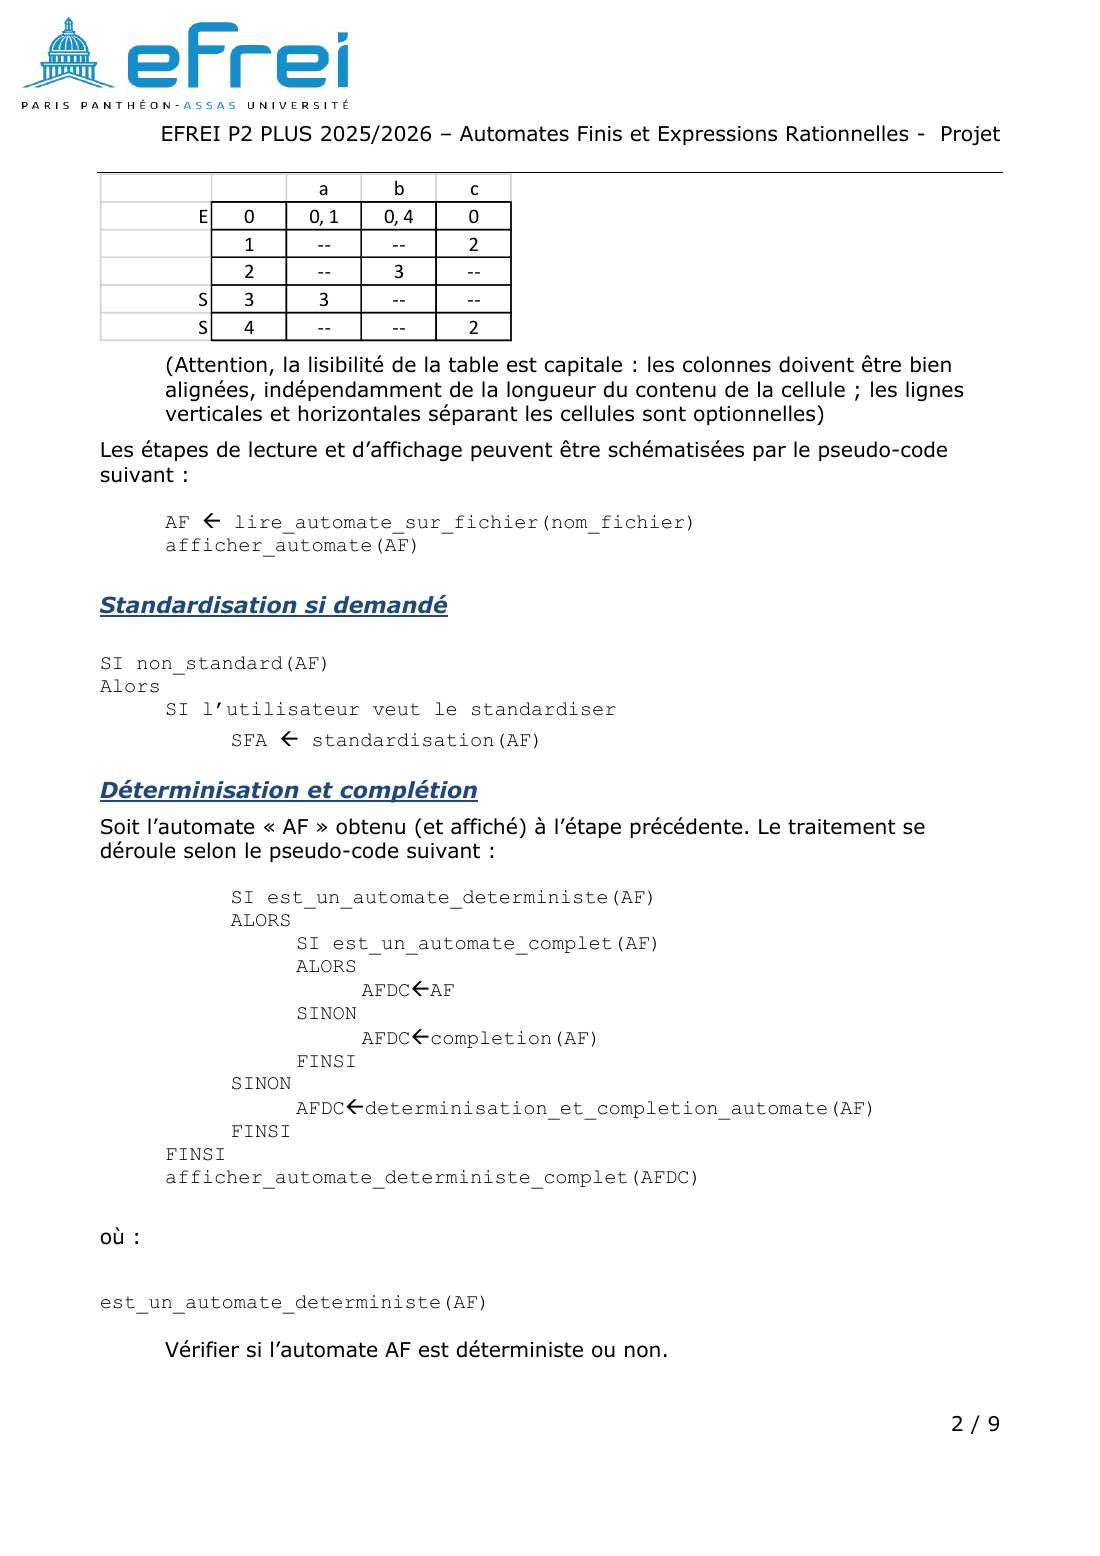 efrei
PARIS PANTHÉON-ASSAS UNIVERSITÉ
EFREI P2 PLUS 2025/2026 – Automates Finis et Expressions Rationnelles - Projet
a b c
E 0 0, 1 0, 4 0
1 -- -- 2
2 -- 3 --
S 3 3 -- --
S 4 -- -- 2
(Attention, la lisibilité de la table est capitale : les colonnes doivent être bien
alignées, indépendamment de la longueur du contenu de la cellule ; les lignes
verticales et horizontales séparant les cellules sont optionnelles)
Les étapes de lecture et d’affichage peuvent être schématisées par le pseudo-code
suivant :
AF ← lire_automate_sur_fichier(nom_fichier)
afficher_automate(AF)
Standardisation si demandé
SI non_standard(AF)
Alors
SI l’utilisateur veut le standardiser
SFA ← standardisation(AF)
Déterminisation et complétion
Soit l’automate « AF » obtenu (et affiché) à l’étape précédente. Le traitement se
déroule selon le pseudo-code suivant :
SI est_un_automate_deterministe(AF)
ALORS
SI est_un_automate_complet(AF)
ALORS
AFDC←AF
SINON
AFDC←completion(AF)
FINSI
SINON
AFDC←determinisation_et_completion_automate(AF)
FINSI
FINSI
afficher_automate_deterministe_complet(AFDC)
où :
est_un_automate_deterministe(AF)
Vérifier si l’automate AF est déterministe ou non.
2 / 9